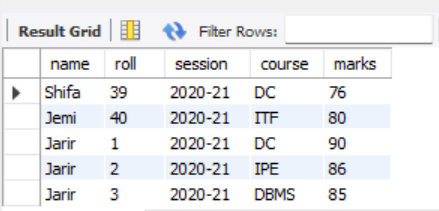 Result Grid Filter Rows:
name roll session course marks
Shifa 39 2020-21 DC 76
Jemi 40 2020-21 ITF 80
Jarir 1 2020-21 DC 90
Jarir 2 2020-21 IPE 86
Jarir 3 2020-21 DBMS 85